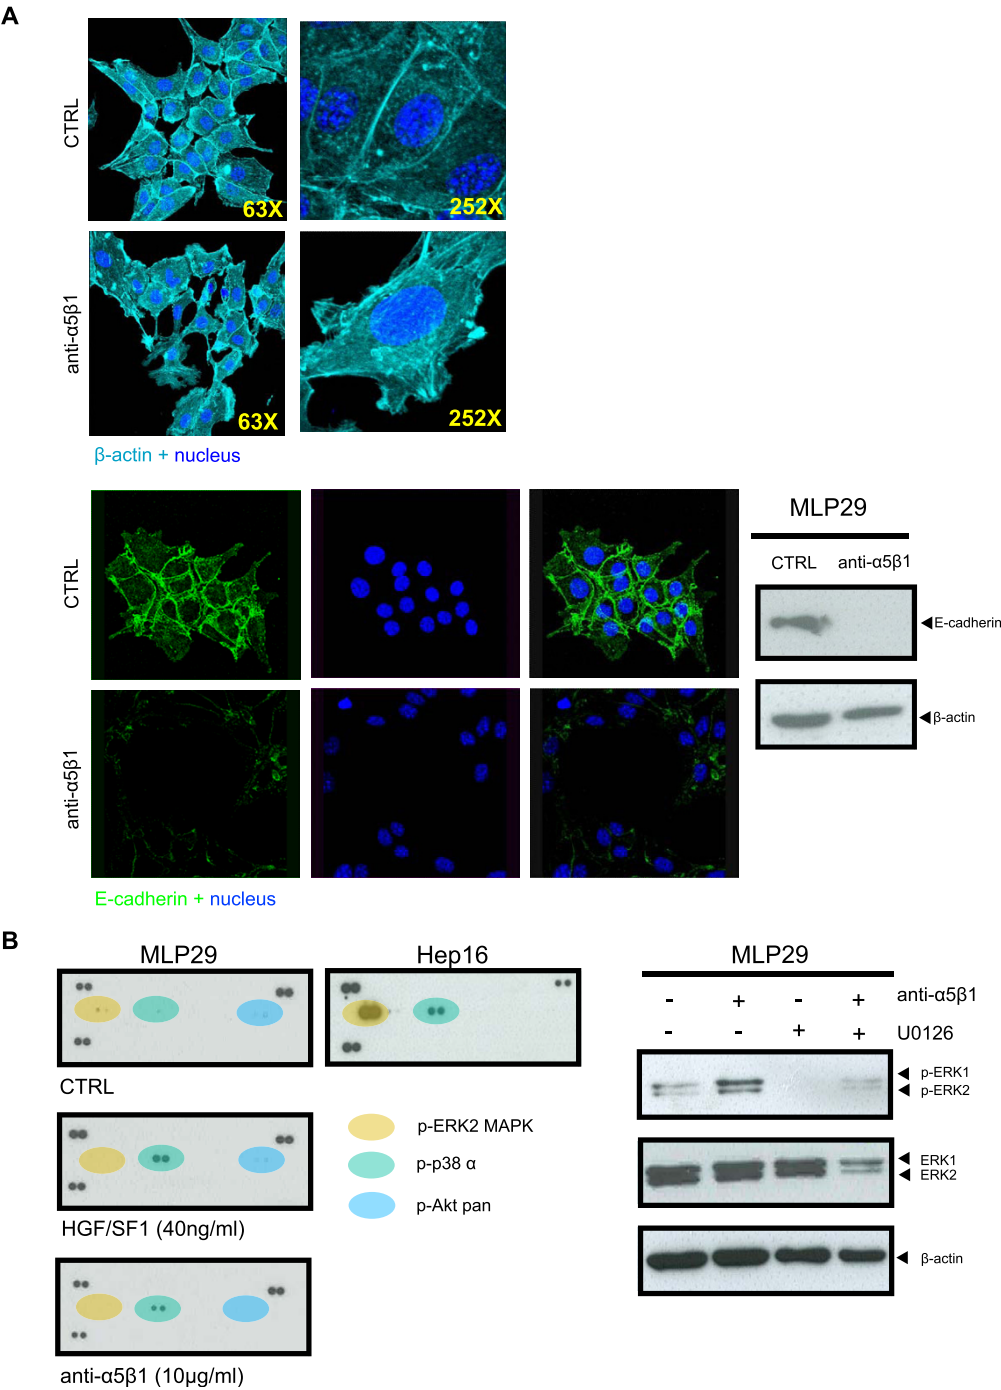 A
CTRL
63X
252X
anti-α5β1
63X
252X
β-actin + nucleus
MLP29
CTRL anti-α5β1
CTRL
E-cadherin
β-actin
anti-α5β1
E-cadherin + nucleus
B
MLP29
Hep16
CTRL
HGF/SF1 (40ng/ml)
anti-α5β1 (10µg/ml)
p-ERK2 MAPK
p-p38 α
p-Akt pan
MLP29
- + - + anti-α5β1
- - + + U0126
p-ERK1
p-ERK2
ERK1
ERK2
β-actin